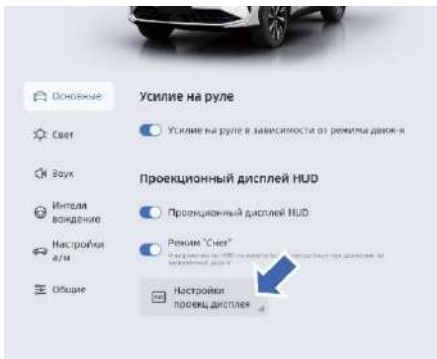 Основные
Свет
Звук
Интелл
вождение
Настройки
а/м
Общие
Усилие на руле
Усилие на руле в зависимости от режима движ-я
Проекционный дисплей HUD
Проекционный дисплей HUD
Режим "Снег"
Настройки
проекц дисплея